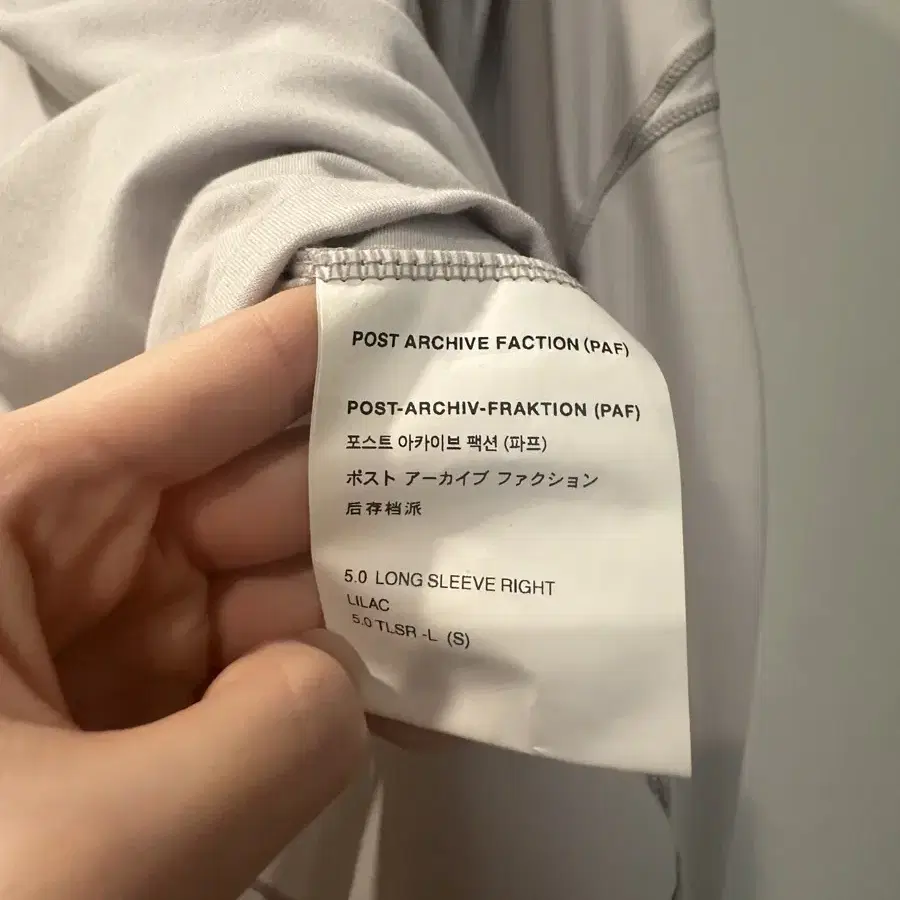 POST ARCHIVE FACTION (PAF)
POST-ARCHIV-FRAKTION (PAF)
포스트 아카이브 팩션 (파프)
ポスト アーカイブ ファクション
后存档派
5.0 LONG SLEEVE RIGHT
LILAC
5.0 TLSR -L (S)